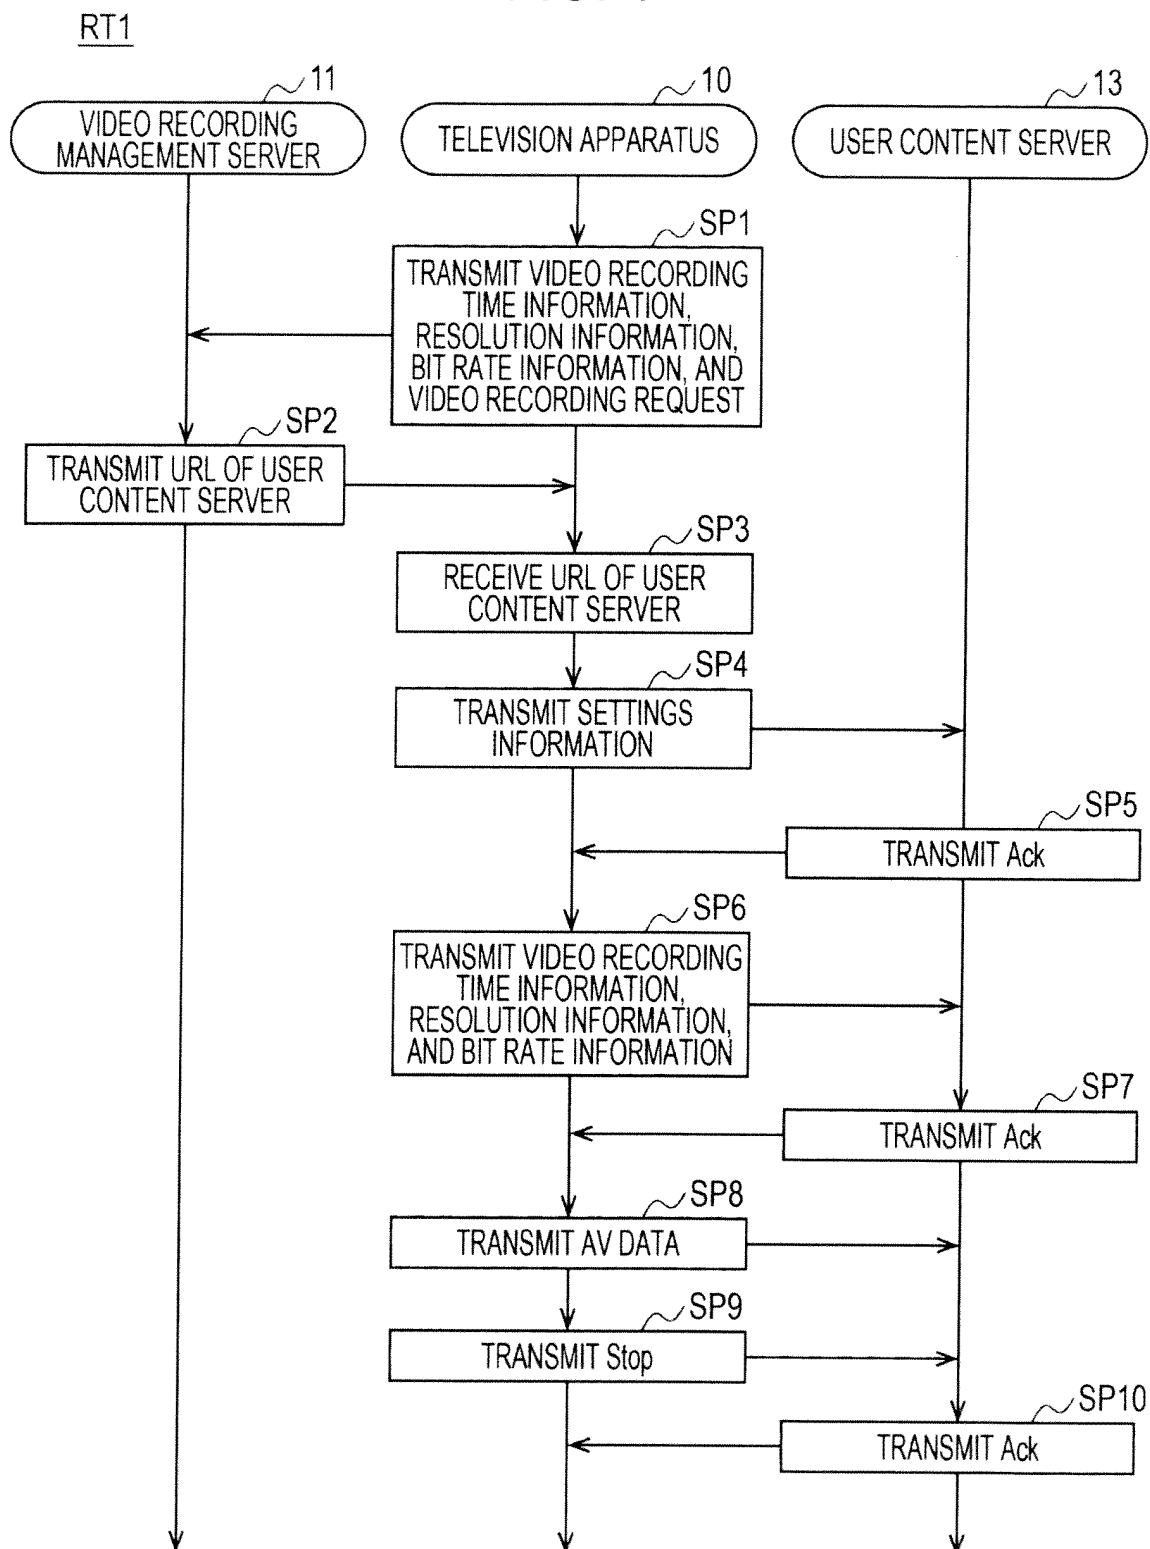 RT1
11
10
13
VIDEO RECORDING
MANAGEMENT SERVER
TELEVISION APPARATUS
USER CONTENT SERVER
SP1
TRANSMIT VIDEO RECORDING
TIME INFORMATION,
RESOLUTION INFORMATION,
BIT RATE INFORMATION, AND
VIDEO RECORDING REQUEST
SP2
TRANSMIT URL OF USER
CONTENT SERVER
SP3
RECEIVE URL OF USER
CONTENT SERVER
SP4
TRANSMIT SETTINGS
INFORMATION
SP5
TRANSMIT Ack
SP6
TRANSMIT VIDEO RECORDING
TIME INFORMATION,
RESOLUTION INFORMATION,
AND BIT RATE INFORMATION
SP7
TRANSMIT Ack
SP8
TRANSMIT AV DATA
SP9
TRANSMIT Stop
SP10
TRANSMIT Ack